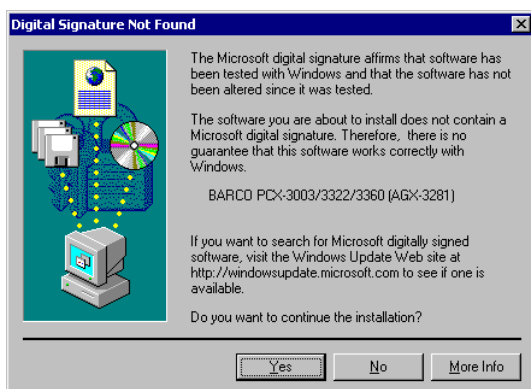 Digital Signature Not Found
The Microsoft digital signature affirms that software has
been tested with Windows and that the software has not
been altered since it was tested.
The software you are about to install does not contain a
Microsoft digital signature. Therefore, there is no
guarantee that this software works correctly with
Windows.
BARCO PCX-3003/3322/3360 (AGX-3281)
If you want to search for Microsoft digitally signed
software, visit the Windows Update Web site at
http://windowsupdate.microsoft.com to see if one is
available.
Do you want to continue the installation?
Yes No More Info